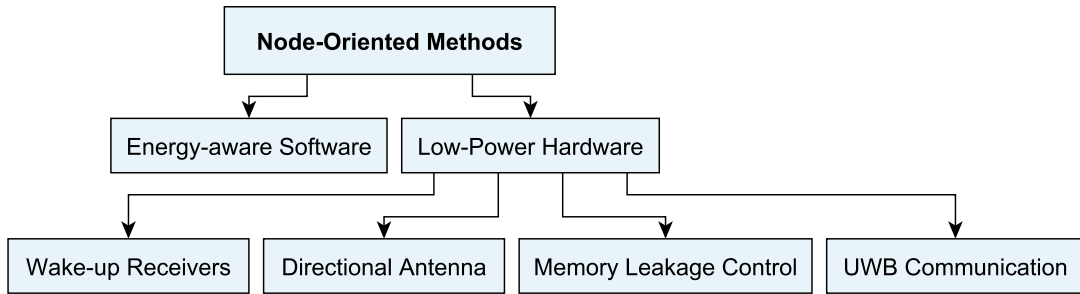 Node-Oriented Methods
Energy-aware Software
Low-Power Hardware
Wake-up Receivers
Directional Antenna
Memory Leakage Control
UWB Communication